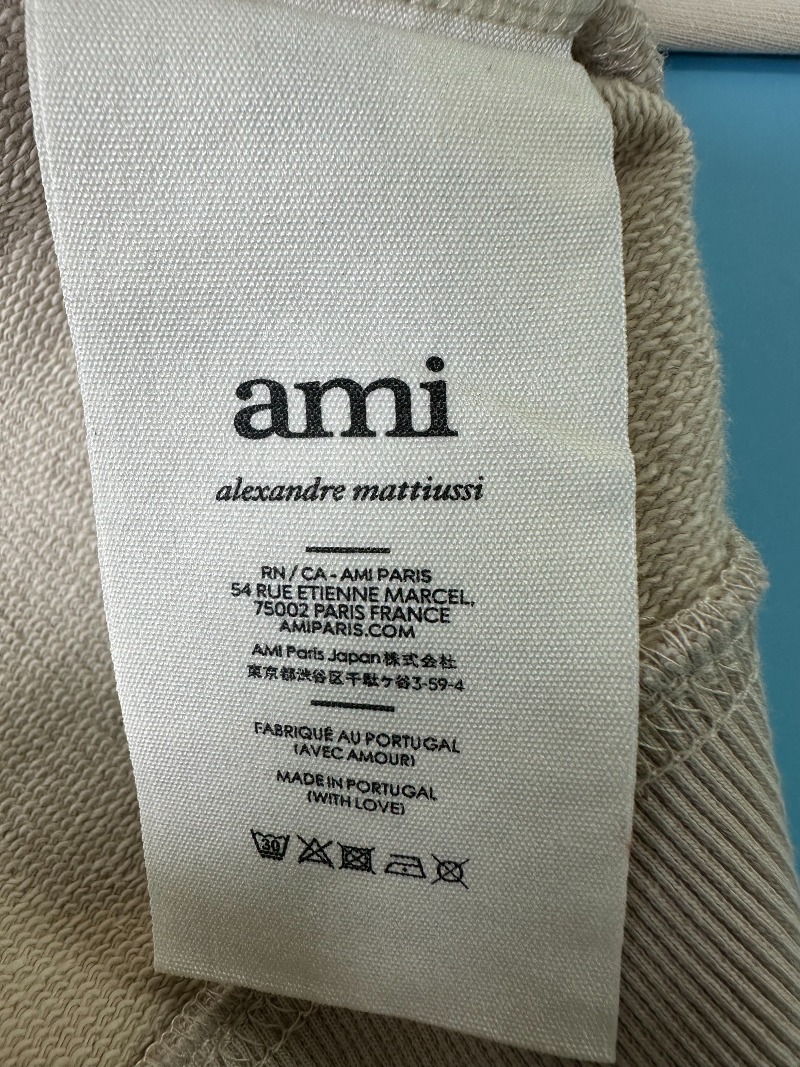 ami
alexandre mattiussi
RN / CA - AMI PARIS
54 RUE ETIENNE MARCEL,
75002 PARIS FRANCE
AMIPARIS.COM
AMI Paris Japan株式会社
東京都渋谷区千駄ケ谷3-59-4
FABRIQUÉ AU PORTUGAL
(AVEC AMOUR)
MADE IN PORTUGAL
(WITH LOVE)
30